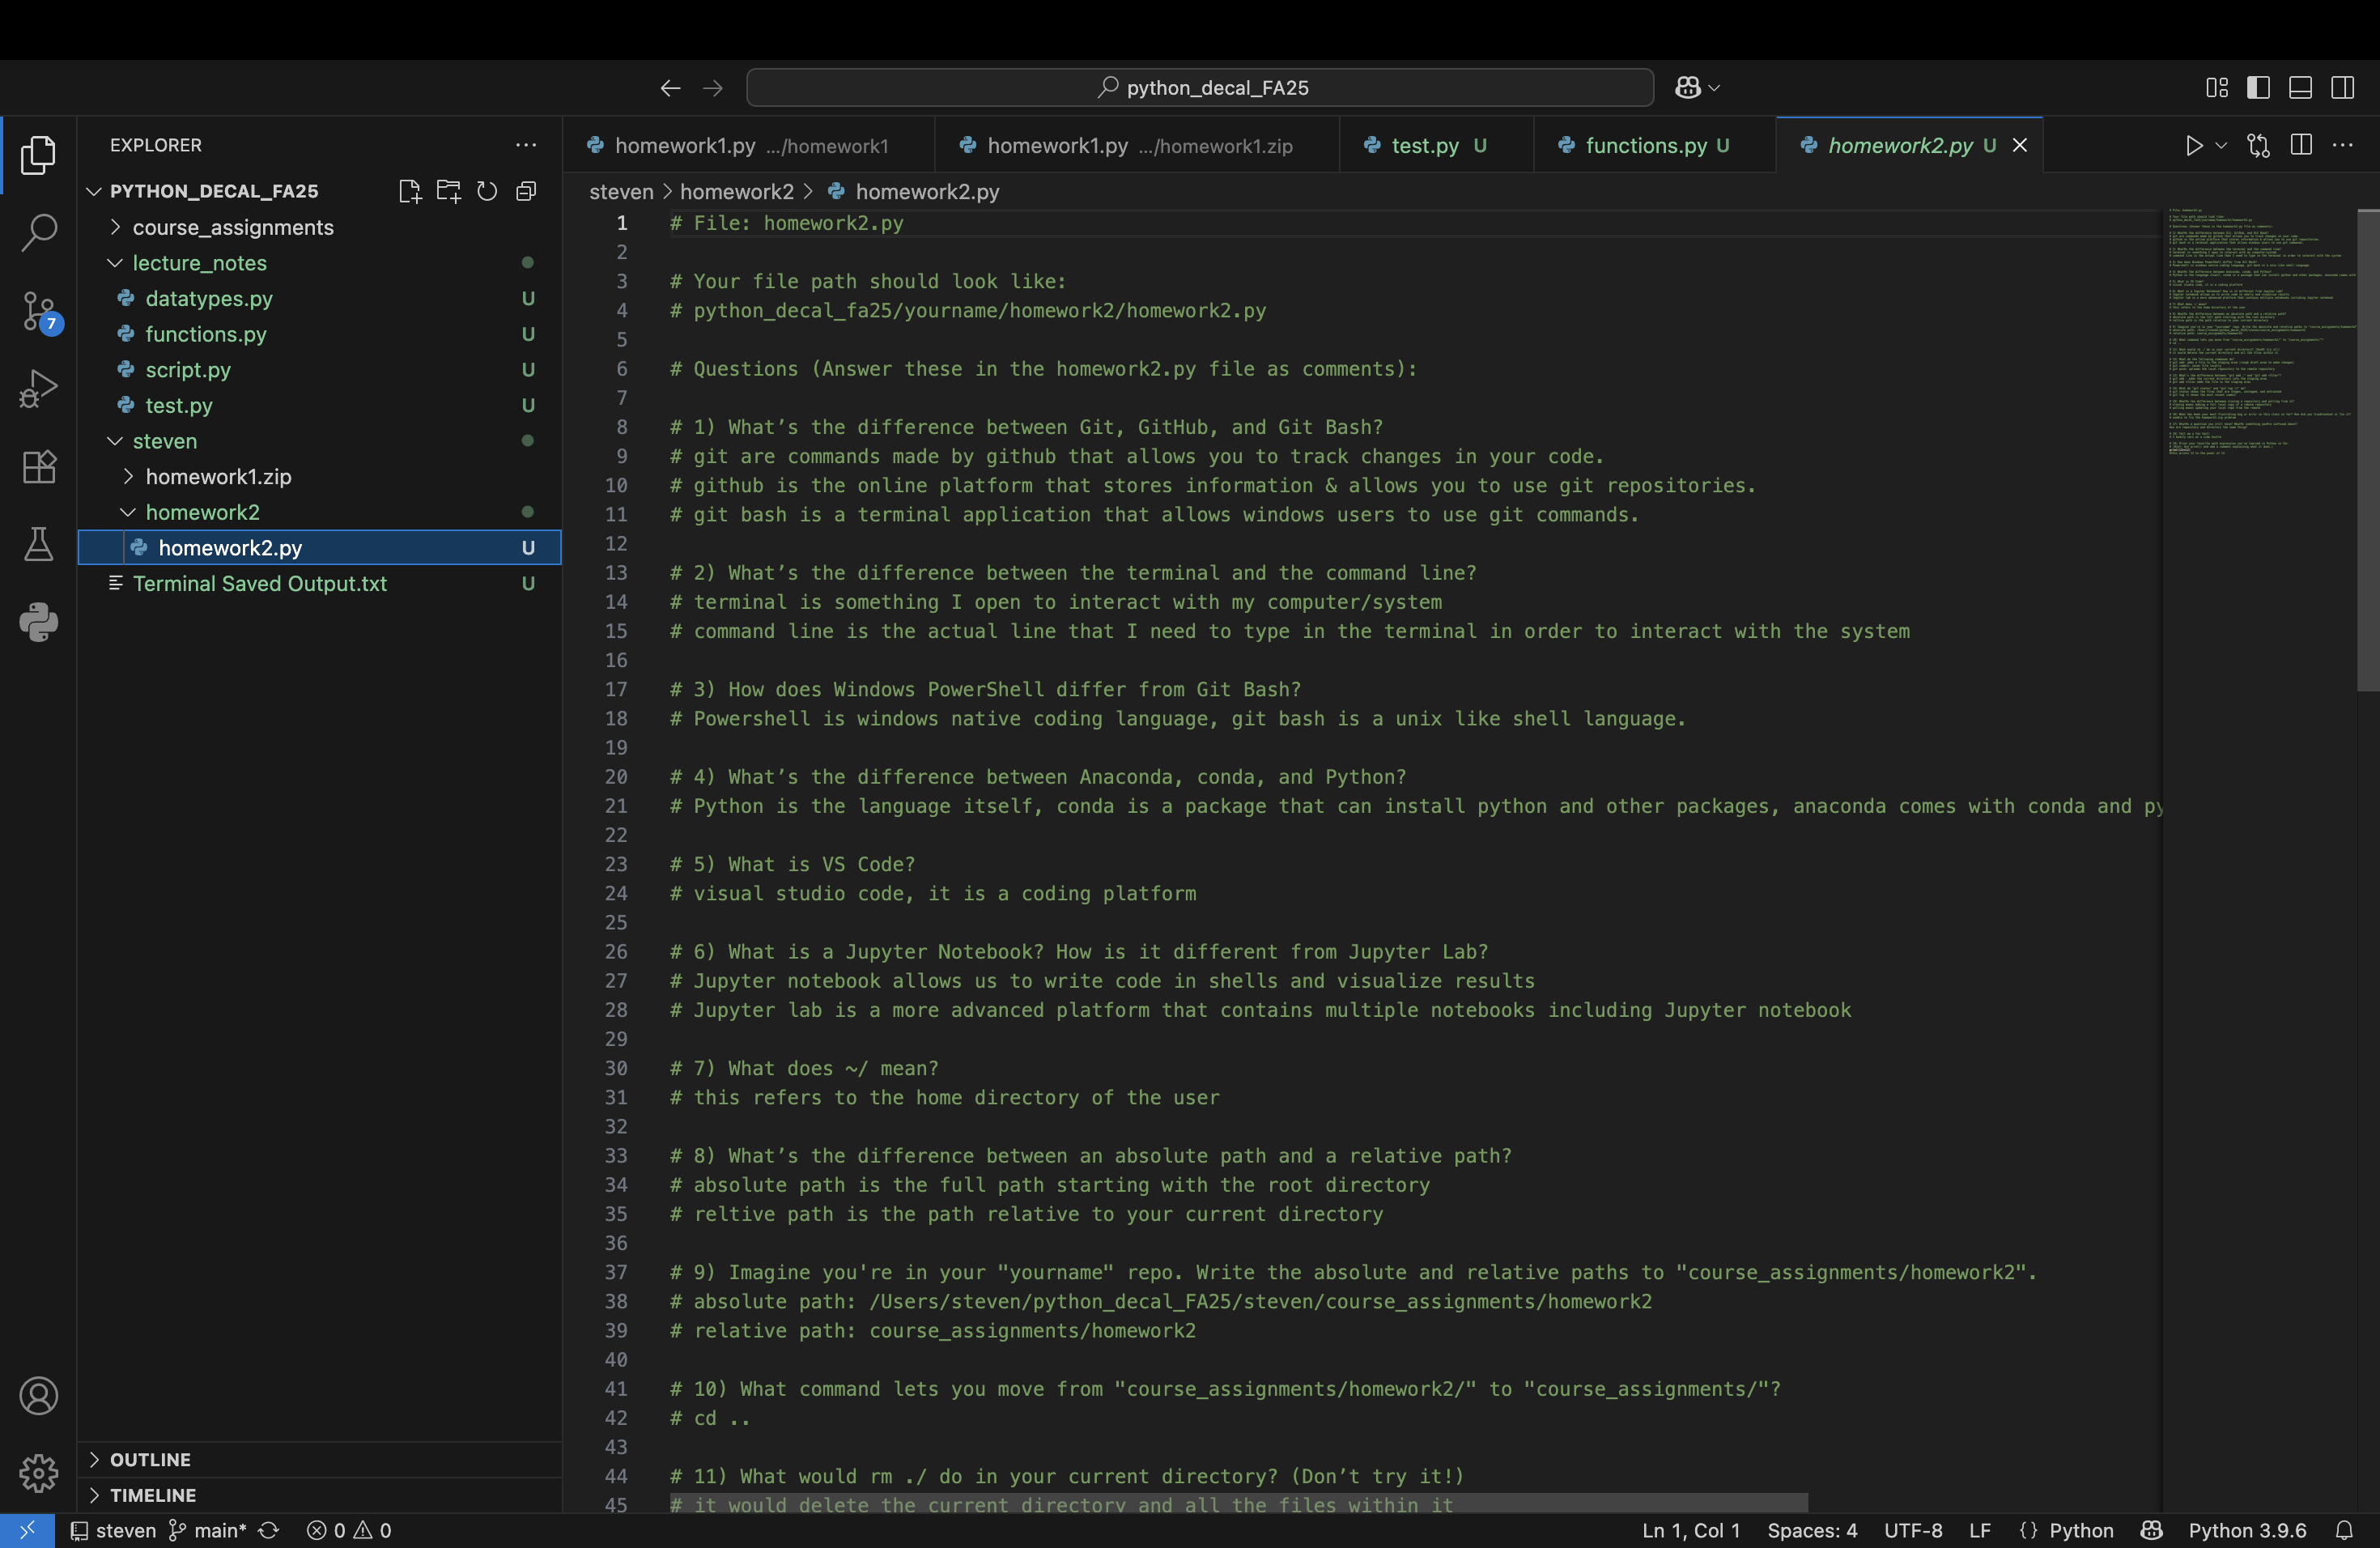 python_decal_FA25
EXPLORER
PYTHON_DECAL_FA25
course_assignments
lecture_notes
datatypes.py U
functions.py U
script.py U
test.py U
steven
homework1.zip
homework2
homework2.py U
Terminal Saved Output.txt U
OUTLINE
TIMELINE
7
homework1.py .../homework1
homework1.py .../homework1.zip
test.py U
functions.py U
homework2.py U
steven > homework2 > homework2.py
1 # File: homework2.py
2
3 # Your file path should look like:
4 # python_decal_fa25/yourname/homework2/homework2.py
5
6 # Questions (Answer these in the homework2.py file as comments):
7
8 # 1) What’s the difference between Git, GitHub, and Git Bash?
9 # git are commands made by github that allows you to track changes in your code.
10 # github is the online platform that stores information & allows you to use git repositories.
11 # git bash is a terminal application that allows windows users to use git commands.
12
13 # 2) What’s the difference between the terminal and the command line?
14 # terminal is something I open to interact with my computer/system
15 # command line is the actual line that I need to type in the terminal in order to interact with the system
16
17 # 3) How does Windows PowerShell differ from Git Bash?
18 # Powershell is windows native coding language, git bash is a unix like shell language.
19
20 # 4) What’s the difference between Anaconda, conda, and Python?
21 # Python is the language itself, conda is a package that can install python and other packages, anaconda comes with conda and py
22
23 # 5) What is VS Code?
24 # visual studio code, it is a coding platform
25
26 # 6) What is a Jupyter Notebook? How is it different from Jupyter Lab?
27 # Jupyter notebook allows us to write code in shells and visualize results
28 # Jupyter lab is a more advanced platform that contains multiple notebooks including Jupyter notebook
29
30 # 7) What does ~/ mean?
31 # this refers to the home directory of the user
32
33 # 8) What’s the difference between an absolute path and a relative path?
34 # absolute path is the full path starting with the root directory
35 # reltive path is the path relative to your current directory
36
37 # 9) Imagine you're in your "yourname" repo. Write the absolute and relative paths to "course_assignments/homework2".
38 # absolute path: /Users/steven/python_decal_FA25/steven/course_assignments/homework2
39 # relative path: course_assignments/homework2
40
41 # 10) What command lets you move from "course_assignments/homework2/" to "course_assignments/"?
42 # cd ..
43
44 # 11) What would rm ./ do in your current directory? (Don’t try it!)
45 # it would delete the current directory and all the files within it
steven main* 0 0
Ln 1, Col 1 Spaces: 4 UTF-8 LF {} Python Python 3.9.6